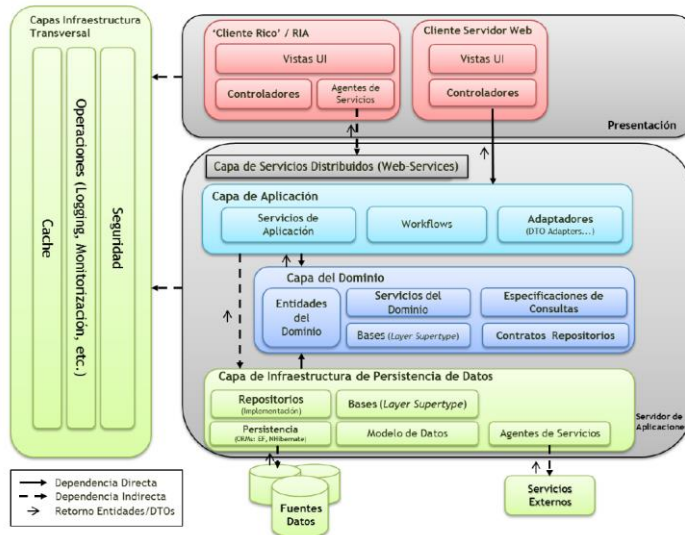 Capas Infraestructura
Transversal
Cache
Operaciones (Logging, Monitorización, etc.)
Seguridad
'Cliente Rico' / RIA
Vistas UI
Controladores
Agentes de
Servicios
Cliente Servidor Web
Vistas UI
Controladores
Presentación
Capa de Servicios Distribuidos (Web-Services)
Capa de Aplicación
Servicios de
Aplicación
Workflows
Adaptadores
(DTO Adapters...)
Capa del Dominio
Entidades
del
Dominio
Servicios del
Dominio
Especificaciones de
Consultas
Bases (Layer Supertype)
Contratos Repositorios
Capa de Infraestructura de Persistencia de Datos
Repositorios
(Implementación)
Bases (Layer Supertype)
Persistencia
(ORMs: EF, NHibernate)
Modelo de Datos
Agentes de Servicios
Servidor de
Aplicaciones
Fuentes
Datos
Servicios
Externos
Dependencia Directa
Dependencia Indirecta
Retorno Entidades/DTOs